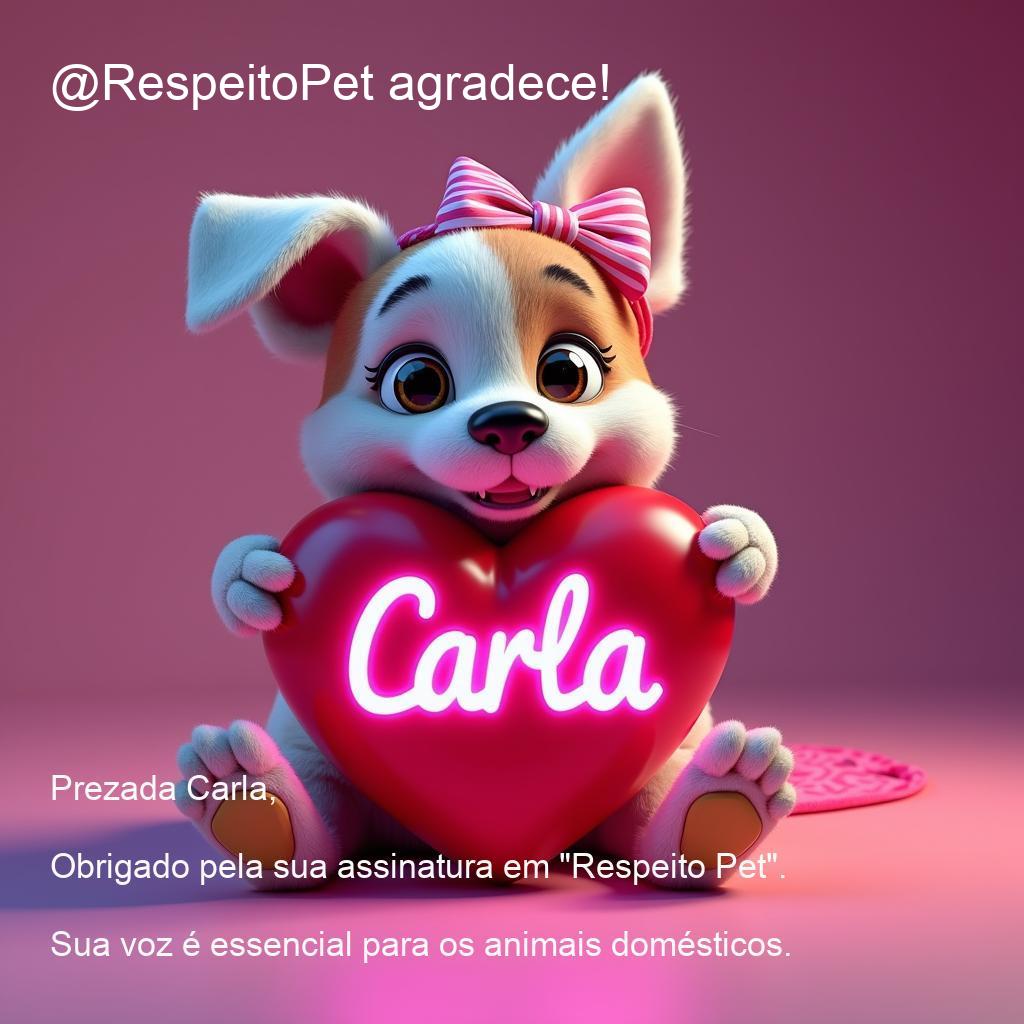 @RespeitoPet agradece!
Carla
Prezada Carla,
Obrigado pela sua assinatura em "Respeito Pet".
Sua voz é essencial para os animais domésticos.